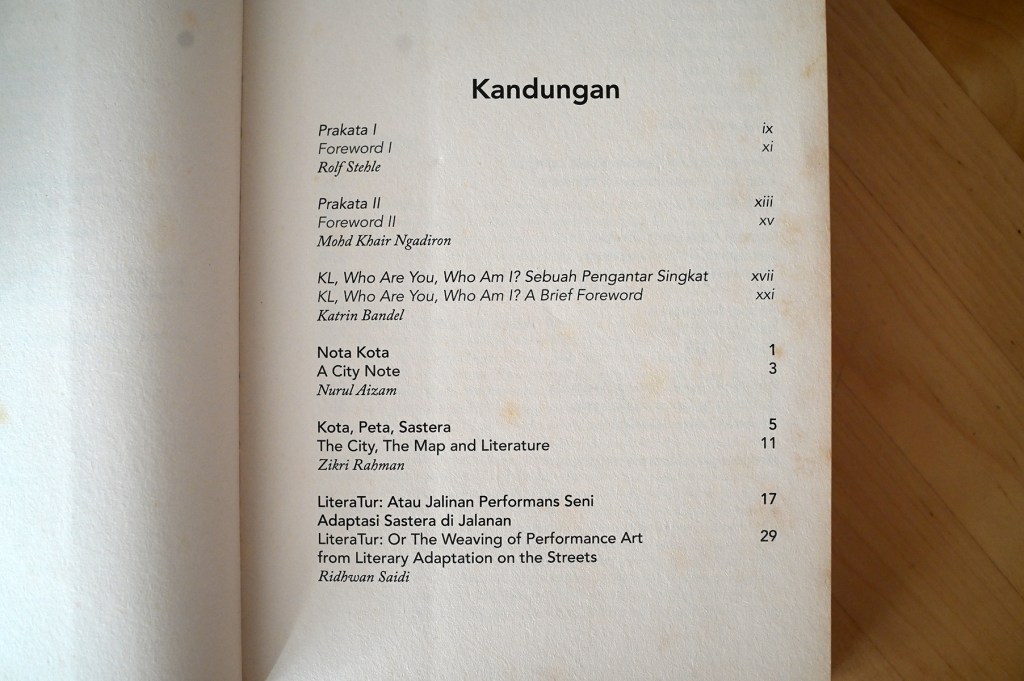 Kandungan
Prakata I ix
Foreword I xi
Rolf Stehle
Prakata II xiii
Foreword II xv
Mohd Khair Ngadiron
KL, Who Are You, Who Am I? Sebuah Pengantar Singkat xvii
KL, Who Are You, Who Am I? A Brief Foreword xxi
Katrin Bandel
Nota Kota 1
A City Note 3
Nurul Aizam
Kota, Peta, Sastera 5
The City, The Map and Literature 11
Zikri Rahman
LiteraTur: Atau Jalinan Performans Seni 17
Adaptasi Sastera di Jalanan
LiteraTur: Or The Weaving of Performance Art 29
from Literary Adaptation on the Streets
Ridhwan Saidi